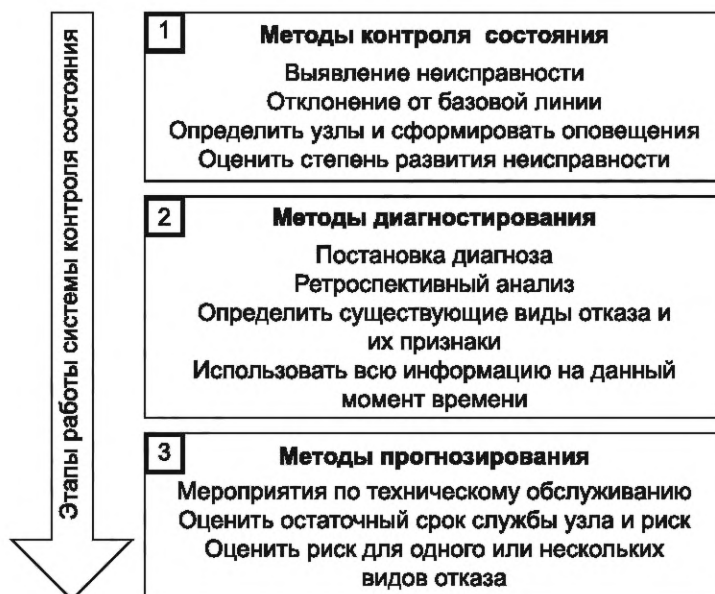 Этапы работы системы контроля состояния
1
Методы контроля состояния
Выявление неисправности
Отклонение от базовой линии
Определить узлы и сформировать оповещения
Оценить степень развития неисправности
2
Методы диагностирования
Постановка диагноза
Ретроспективный анализ
Определить существующие виды отказа и
их признаки
Использовать всю информацию на данный
момент времени
3
Методы прогнозирования
Мероприятия по техническому обслуживанию
Оценить остаточный срок службы узла и риск
Оценить риск для одного или нескольких
видов отказа